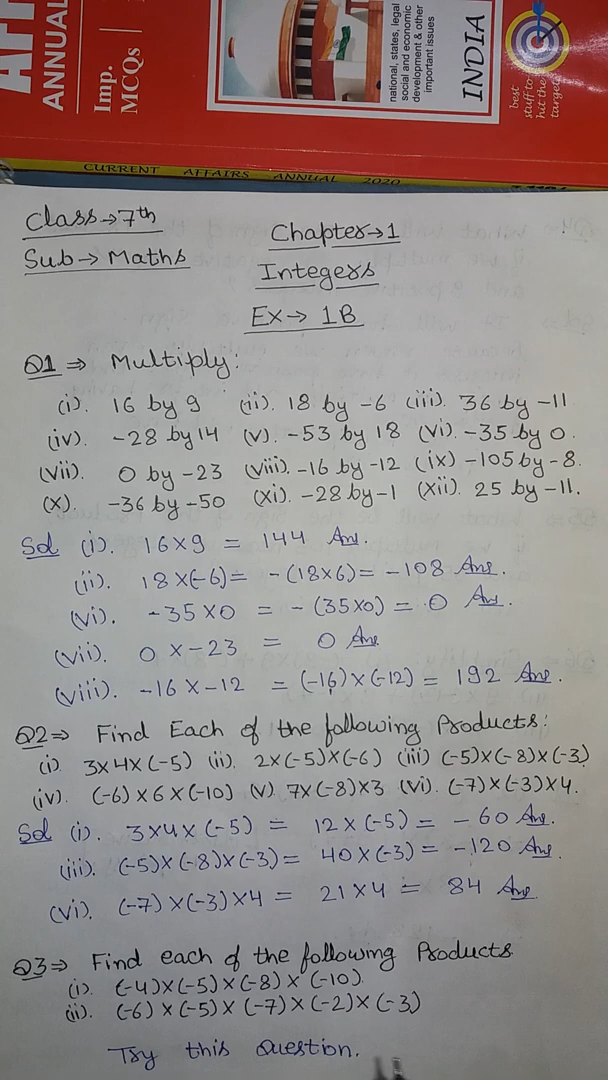 AFF
ANNUAL
Imp.
MCQs
national, states, legal
social and economic
development & other
important issues
INDIA
best
stuff to
hit the
target
CURRENT AFFAIRS ANNUAL 2020
Class→7th
Sub→ Maths
Chapter→1
Integers
Ex→ 1B
Q1⇒ Multiply:
(i). 16 by 9 (ii). 18 by -6 (iii). 36 by -11
(iv). -28 by 14 (v). -53 by 18 (vi). -35 by 0.
(vii). 0 by -23 (viii). -16 by -12 (ix) -105 by -8.
(x). -36 by -50 (xi). -28 by -1 (xii). 25 by -11.
Sol (i). 16×9 = 144 Ans.
(ii). 18×(-6)= -(18×6)= -108 Ans.
(vi). -35×0 = -(35×0) = 0 Ans.
(vii). 0 × -23 = 0 Ans
(viii). -16 × -12 = (-16)×(-12) = 192 Ans.
Q2⇒ Find Each of the following Products:
(i) 3×4×(-5) (ii). 2×(-5)×(-6) (iii) (-5)×(-8)×(-3)
(iv). (-6)×6×(-10) (v) 7×(-8)×3 (vi). (-7)×(-3)×4.
Sol (i). 3×4×(-5) = 12×(-5) = -60 Ans.
(iii). (-5)×(-8)×(-3) = 40×(-3) = -120 Ans.
(vi). (-7)×(-3)×4 = 21×4 = 84 Ans
Q3⇒ Find each of the following Products.
(i). (-4)×(-5)×(-8)×(-10)
(ii). (-6)×(-5)×(-7)×(-2)×(-3)
Try this Question.